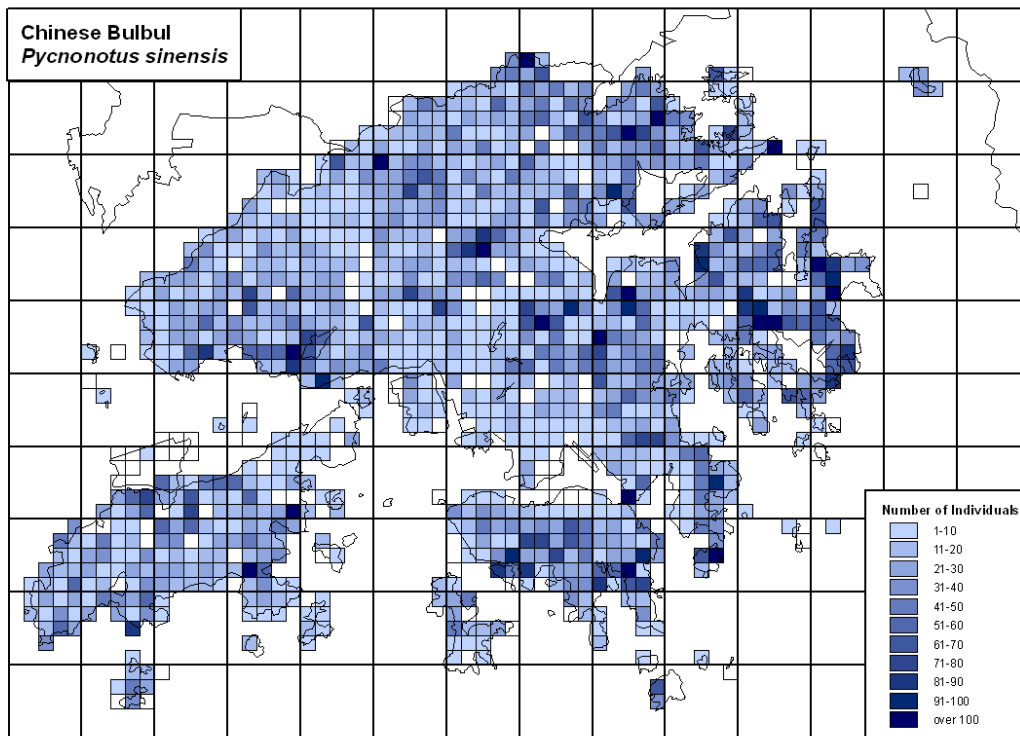 Chinese Bulbul
Pycnonotus sinensis
Number of Individuals
1-10
11-20
21-30
31-40
41-50
51-60
61-70
71-80
81-90
91-100
over 100